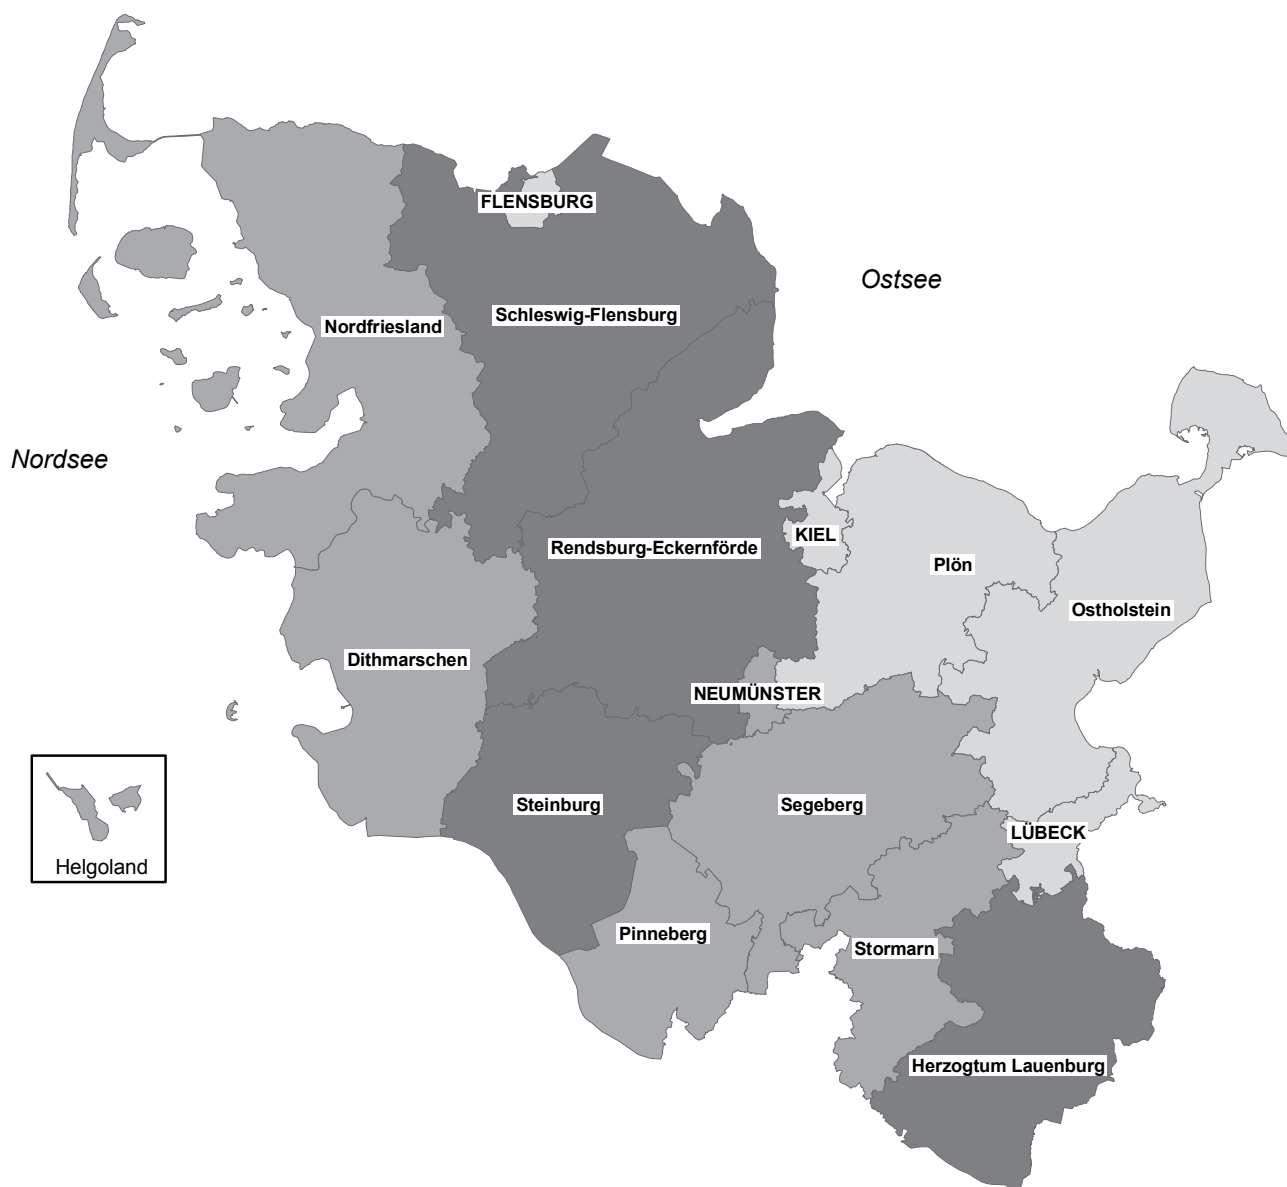 FLENSBURG
Ostsee
Schleswig-Flensburg
Nordfriesland
Nordsee
KIEL
Rendsburg-Eckernförde
Plön
Ostholstein
Dithmarschen
NEUMÜNSTER
Steinburg
Segeberg
LÜBECK
Helgoland
Pinneberg
Stormarn
Herzogtum Lauenburg